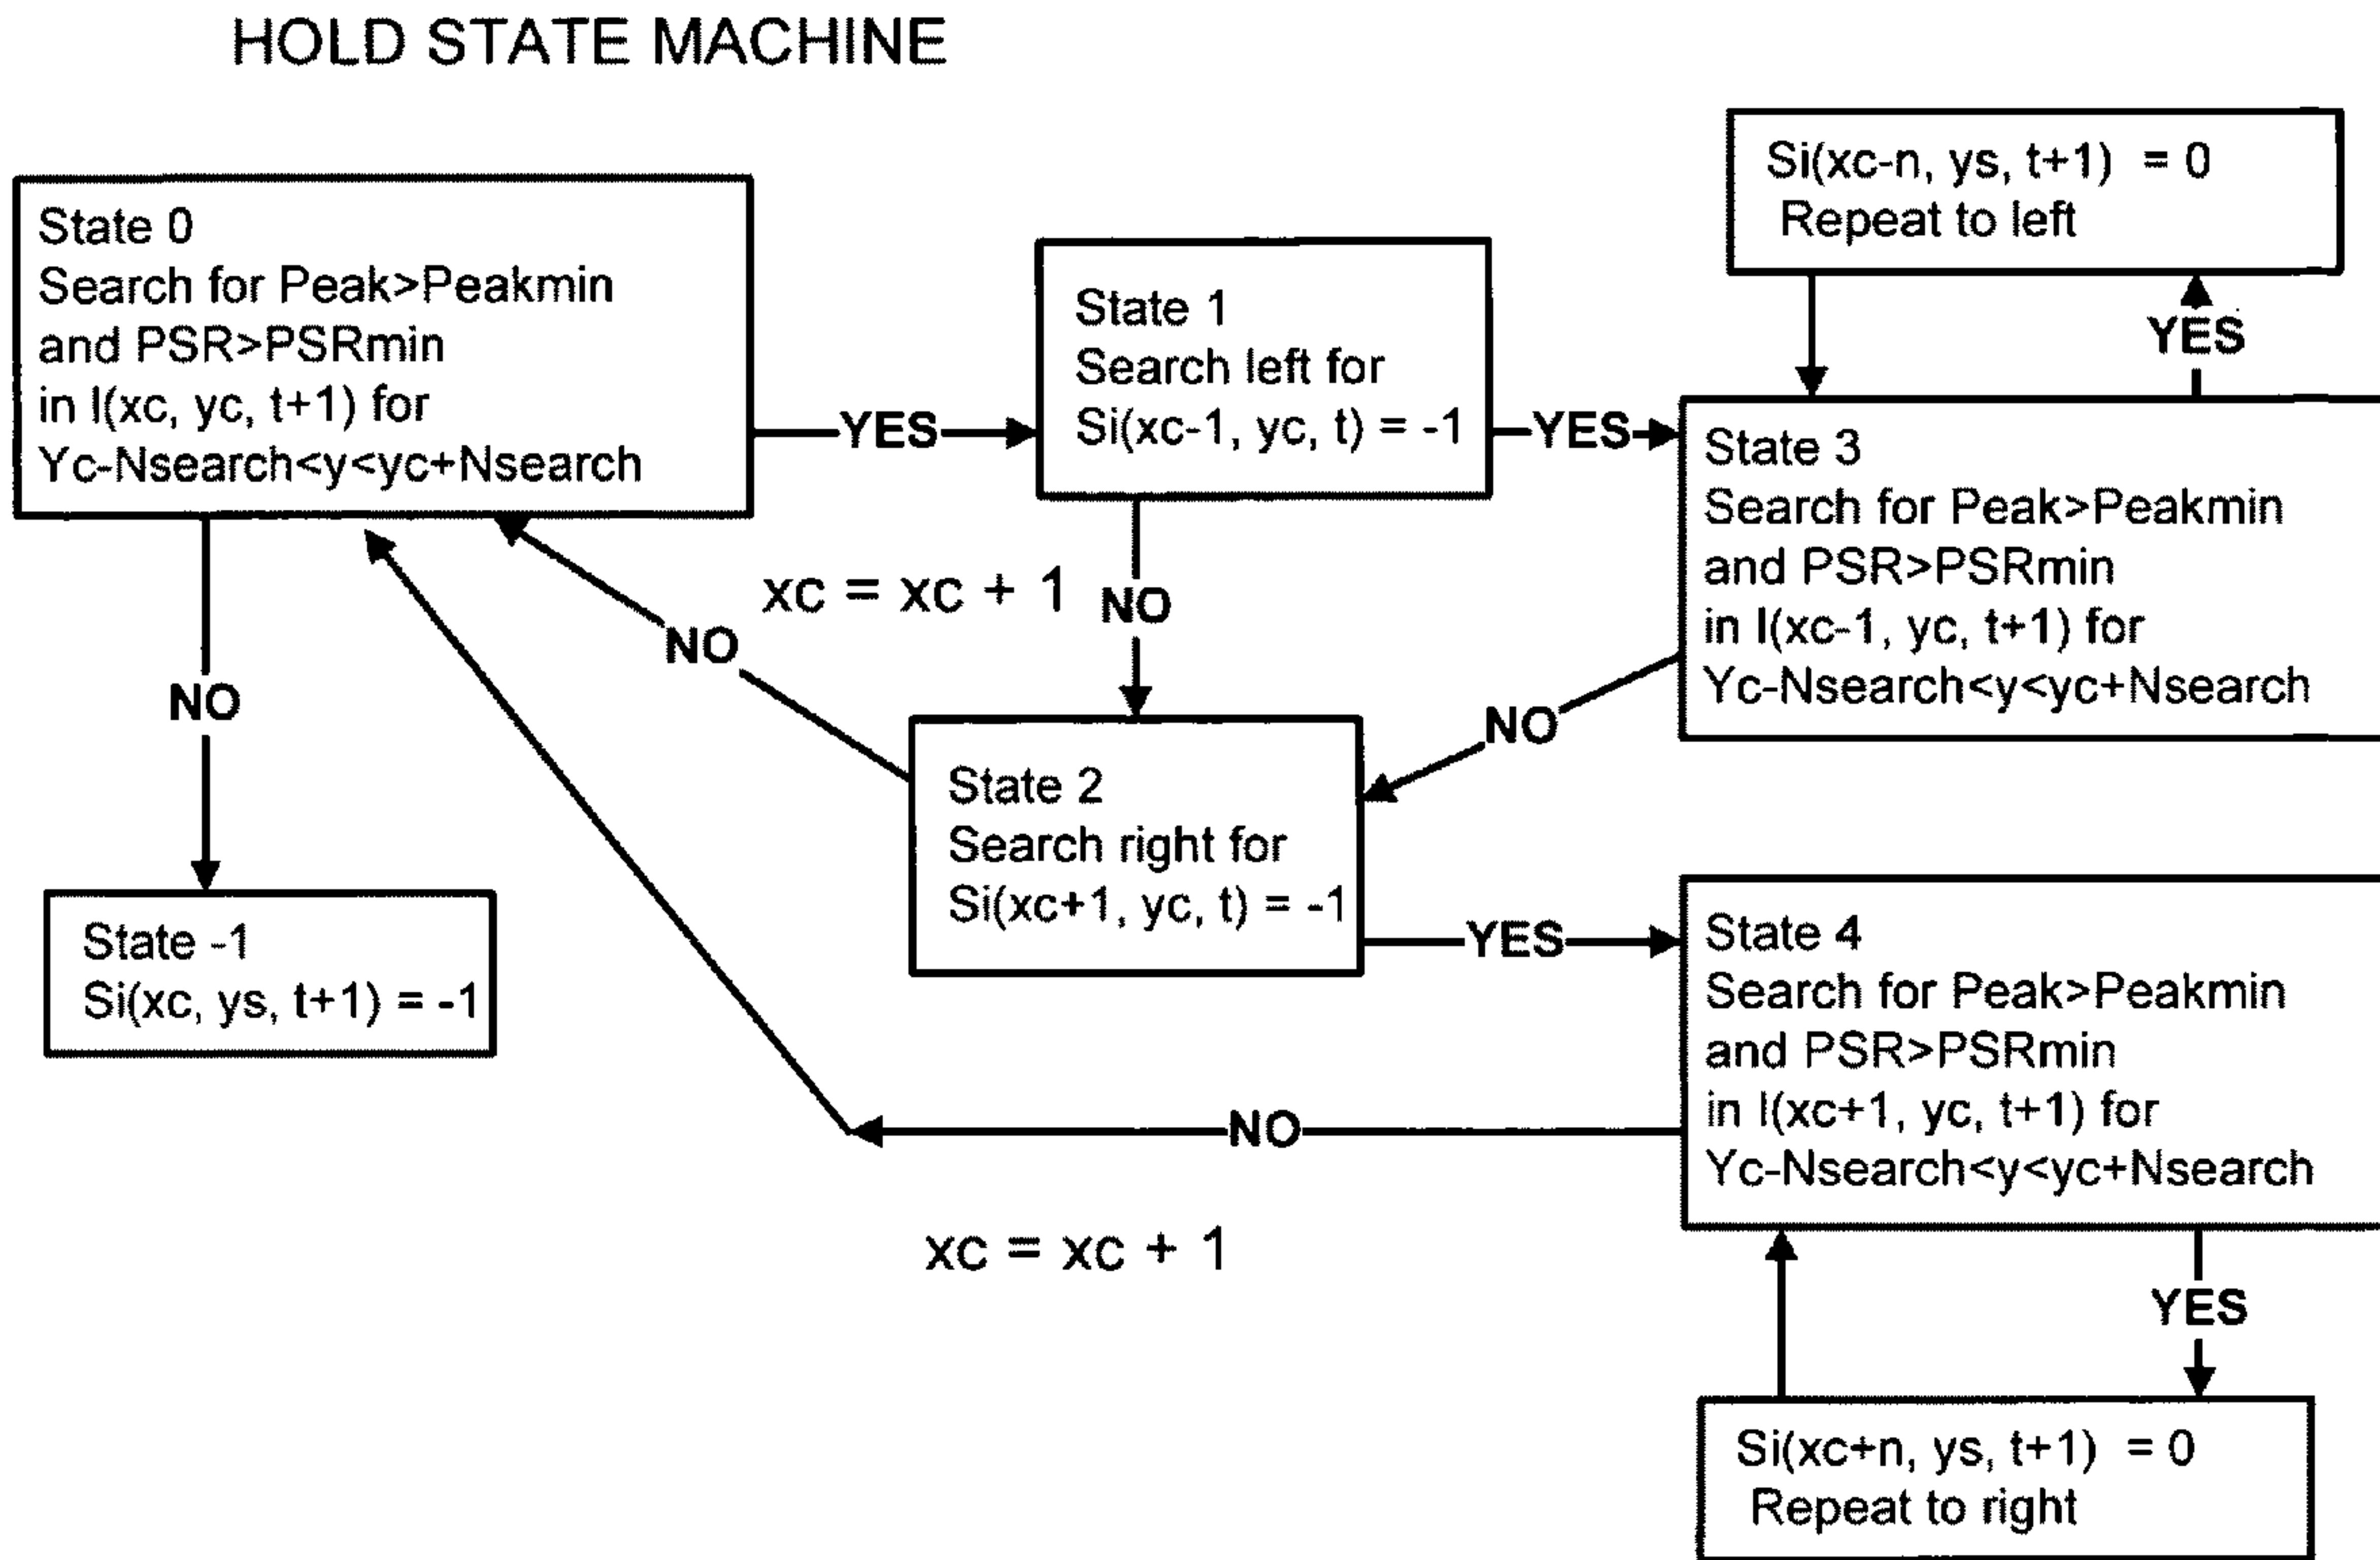 HOLD STATE MACHINE
State 0
Search for Peak>Peakmin
and PSR>PSRmin
in I(xc, yc, t+1) for
Yc-Nsearch<y<yc+Nsearch
YES
State 1
Search left for
Si(xc-1, yc, t) = -1
YES
Si(xc-n, ys, t+1) = 0
Repeat to left
YES
State 3
Search for Peak>Peakmin
and PSR>PSRmin
in I(xc-1, yc, t+1) for
Yc-Nsearch<y<yc+Nsearch
NO
xc = xc + 1
NO
NO
NO
State 2
Search right for
Si(xc+1, yc, t) = -1
YES
State -1
Si(xc, ys, t+1) = -1
State 4
Search for Peak>Peakmin
and PSR>PSRmin
in I(xc+1, yc, t+1) for
Yc-Nsearch<y<yc+Nsearch
NO
xc = xc + 1
YES
Si(xc+n, ys, t+1) = 0
Repeat to right